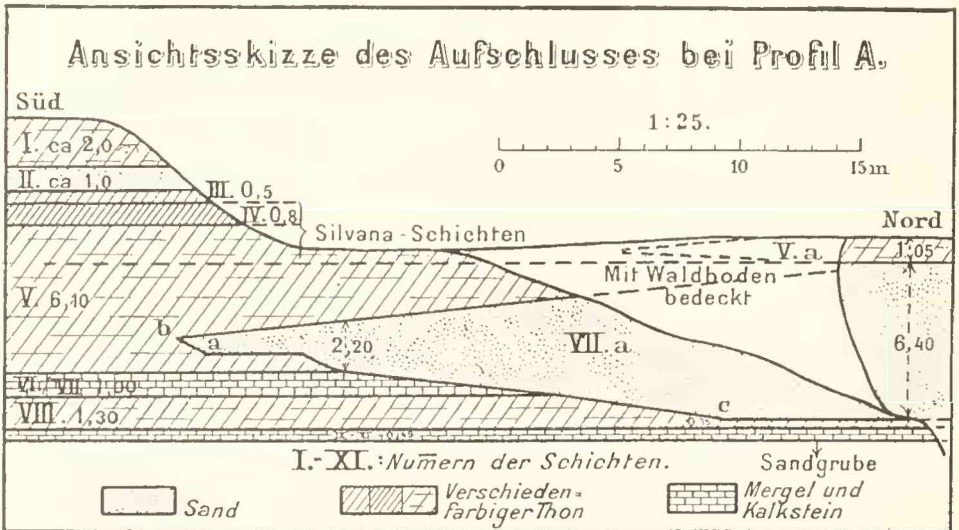 Ansichtsskizze des Aufschlusses bei Profil A.
Süd
1:25.
0 5 10 15 m
I. ca 2,0
II. ca 1,0
III. 0,5
IV. 0,8
Silvana-Schichten
Nord
V. a
1,05
Mit Waldboden
bedeckt
V. 6,10
b
a
2,20
VII. a
6,40
VI./VII. 1,00
c
VIII. 1,30
I.-XI.: Numern der Schichten.
Sandgrube
Sand
Verschieden=
farbiger Thon
Mergel und
Kalkstein